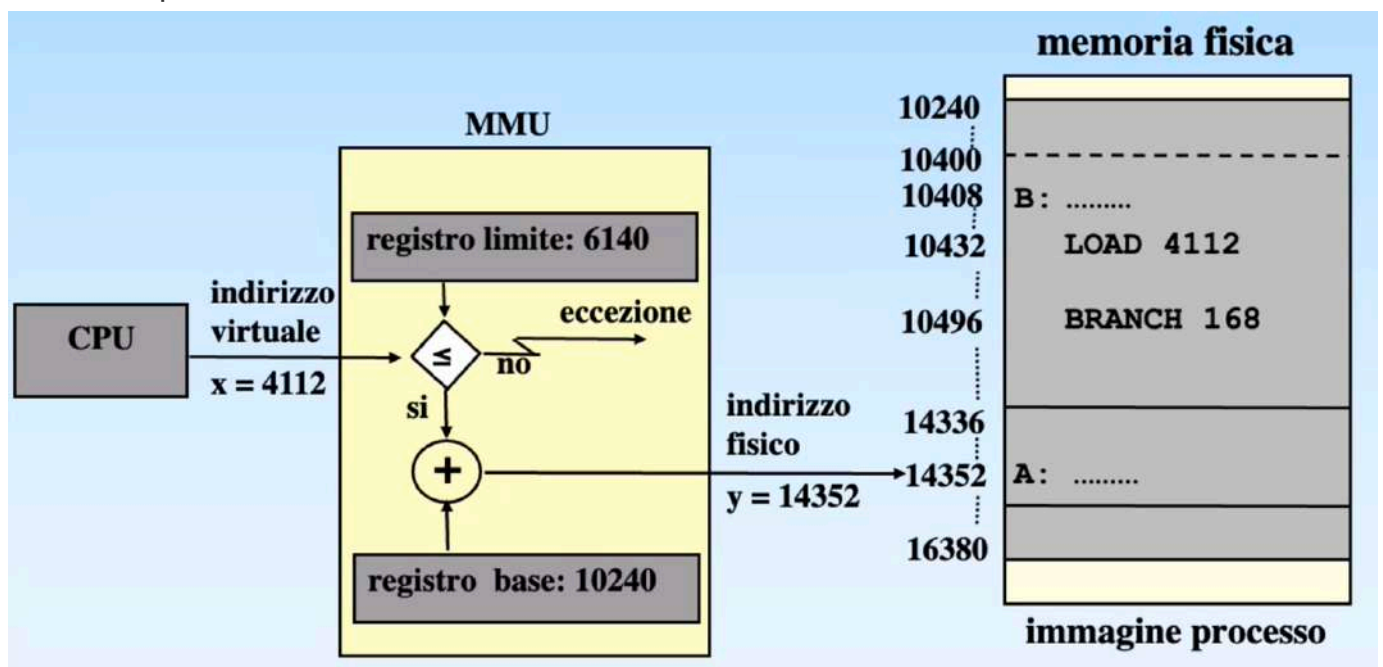 memoria fisica
MMU
registro limite: 6140
CPU
indirizzo
virtuale
x = 4112
≤
no
eccezione
si
+
indirizzo
fisico
y = 14352
registro base: 10240
10240
10400
10408 B: .........
10432 LOAD 4112
10496 BRANCH 168
14336
14352 A: .........
16380
immagine processo